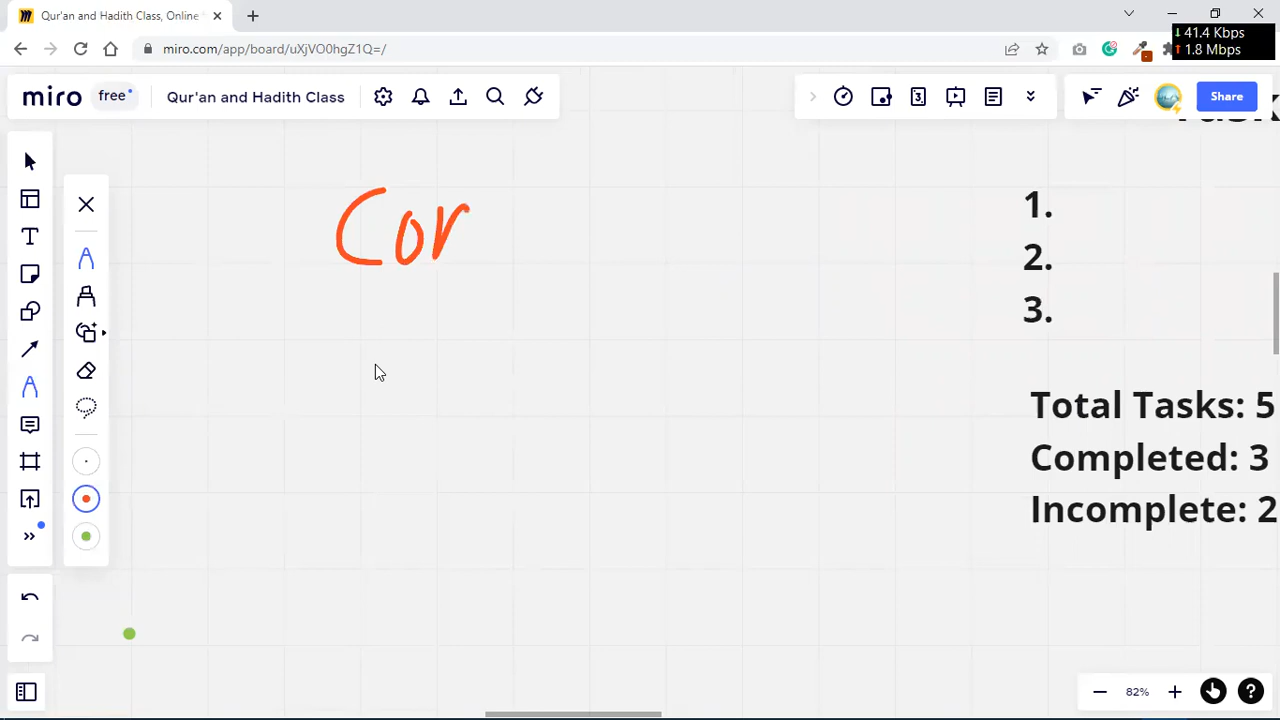 Qur'an and Hadith Class, Online
miro.com/app/board/uXjVO0hgZ1Q=/
41.4 Kbps
1.8 Mbps
miro free Qur'an and Hadith Class
Share
Cor
1.
2.
3.
Total Tasks: 5
Completed: 3
Incomplete: 2
82%